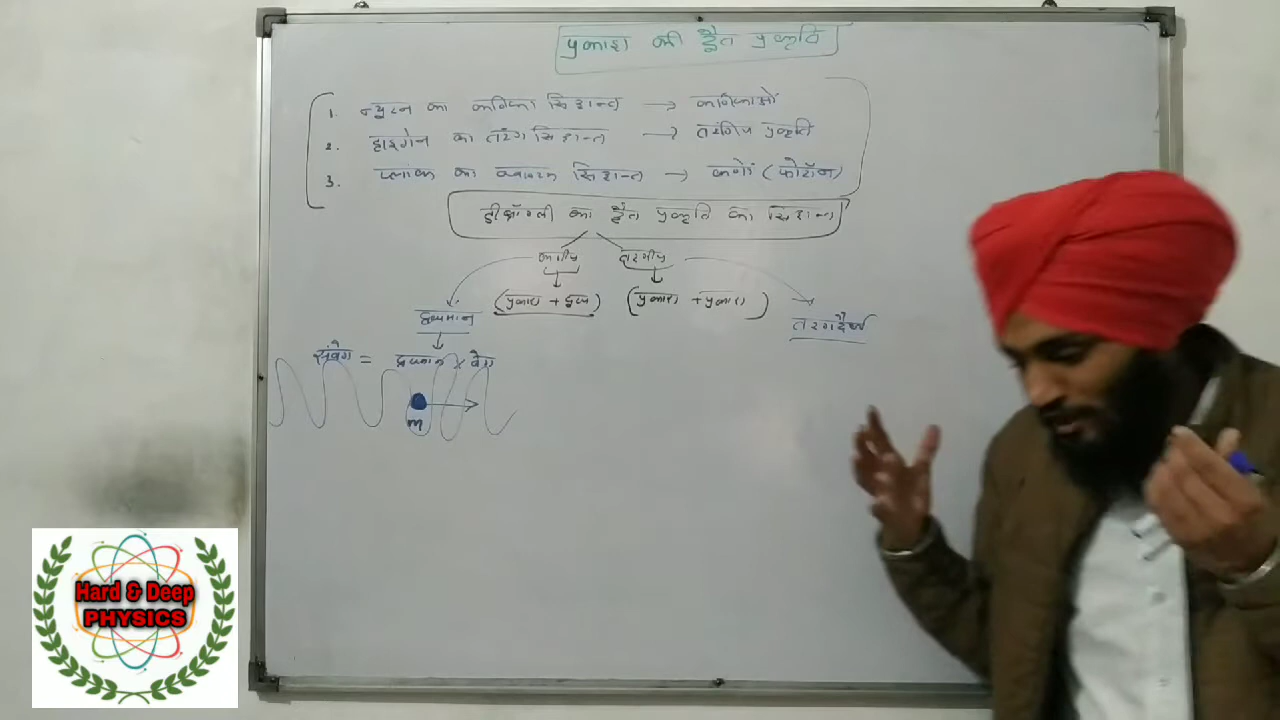 प्रकाश की द्वैत प्रकृति
1. न्यूटन का कणिका सिद्धान्त → कणिकाओं
2. हाइगेन का तरंग सिद्धान्त → तरंगिय प्रकृति
3. प्लांक का क्वाण्टम सिद्धान्त → कणों (फोटॉन)
डीब्रॉग्ली का द्वैत प्रकृति का सिद्धान्त
कणीय तरंगीय
द्रव्यमान (प्रकाश + द्रव्य) (प्रकाश + प्रकाश) तरंगदैर्ध्य
संवेग = द्रव्यमान x वेग
m
Hard & Deep
PHYSICS